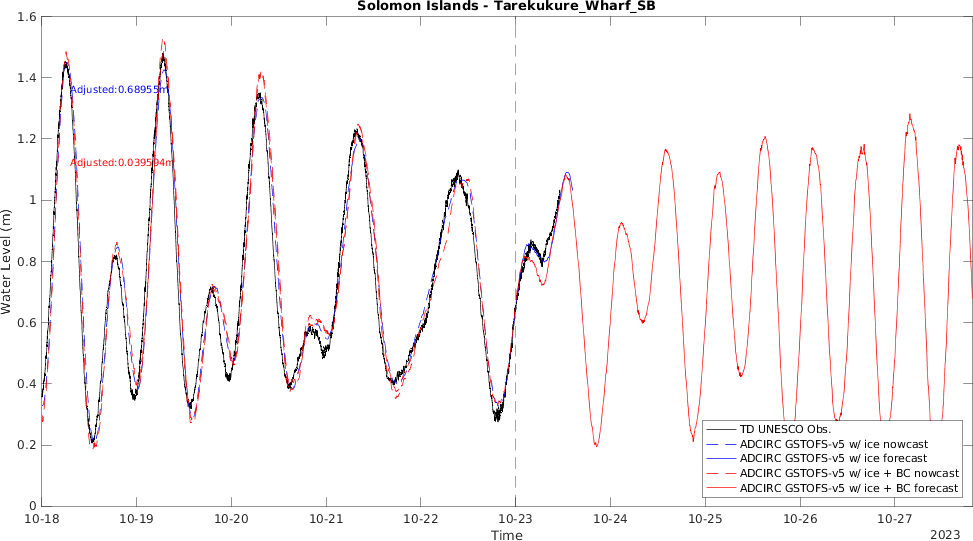 Solomon Islands - Tarekukure_Wharf_SB
1.6
1.4
1.2
1
0.8
0.6
0.4
0.2
0
Water Level (m)
Adjusted:0.68955m
Adjusted:0.039594m
TD UNESCO Obs.
ADCIRC GSTOFS-v5 w/ ice nowcast
ADCIRC GSTOFS-v5 w/ ice forecast
ADCIRC GSTOFS-v5 w/ ice + BC nowcast
ADCIRC GSTOFS-v5 w/ ice + BC forecast
10-18 10-19 10-20 10-21 10-22 10-23 10-24 10-25 10-26 10-27
Time
2023